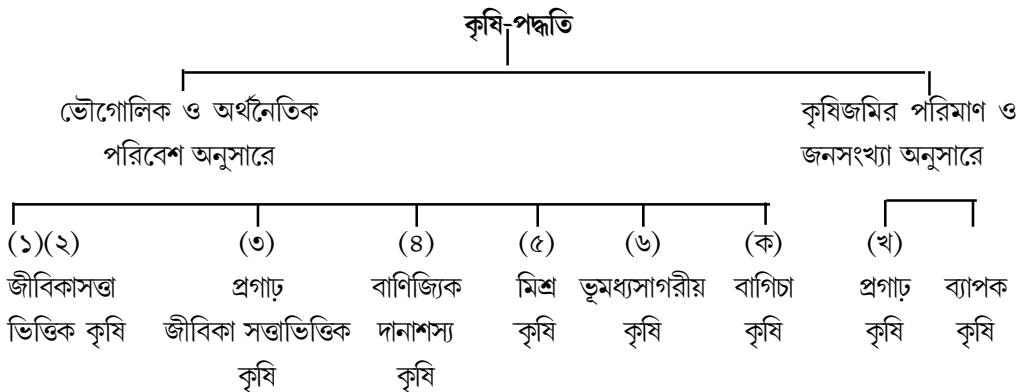 কৃষি-পদ্ধতি
ভৌগোলিক ও অর্থনৈতিক
পরিবেশ অনুসারে
কৃষিজমির পরিমাণ ও
জনসংখ্যা অনুসারে
(১)(২) (৩) (৪) (৫) (৬) (ক) (খ)
জীবিকাসত্তা প্রগাঢ় বাণিজ্যিক মিশ্র ভূমধ্যসাগরীয় বাগিচা প্রগাঢ় ব্যাপক
ভিত্তিক কৃষি জীবিকা সত্তাভিত্তিক দানাশস্য কৃষি কৃষি কৃষি কৃষি কৃষি
কৃষি কৃষি